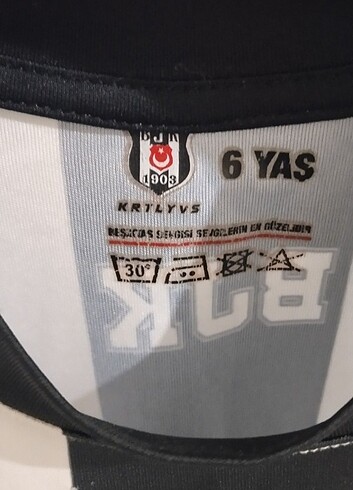 BJK
1903
6 YAŞ
KRTLYVS
BEŞİKTAŞ SEVGİSİ SEVGİLERİN EN GÜZELİDİR
30°
BJK